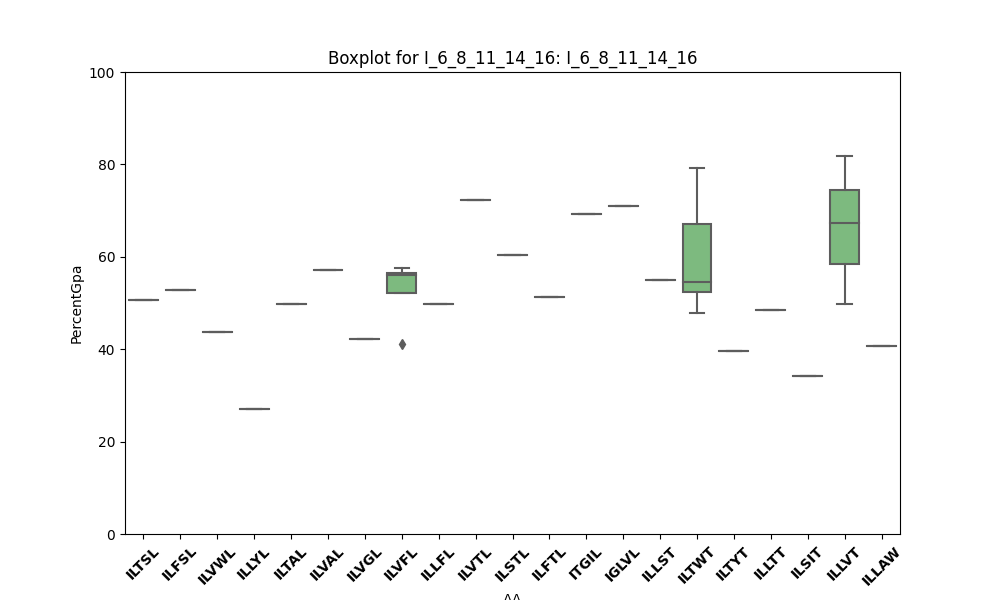 Boxplot for I_6_8_11_14_16: I_6_8_11_14_16
100
80
60
40
20
0
PercentGpa
ILTSL
ILFSL
ILVWL
ILLYL
ILTAL
ILVAL
ILVGL
ILVFL
ILLFL
ILVTL
ILSTL
ILFTL
ITGIL
IGLVL
ILLST
ILTWT
ILTYT
ILLTT
ILSIT
ILLVT
ILLAW
AA